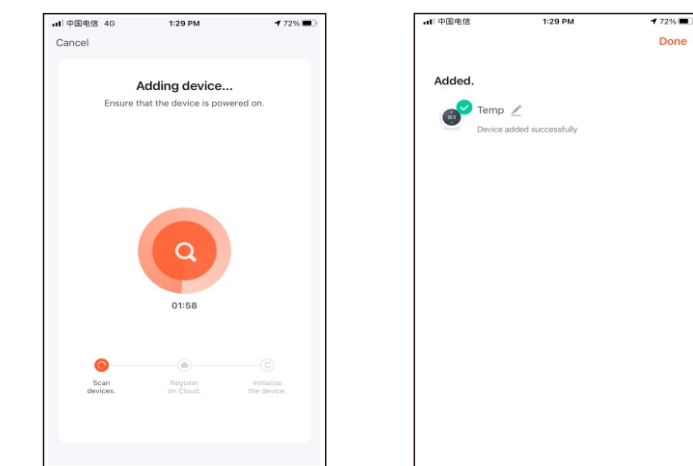 中国电信 4G 1:29 PM 72%
Cancel
Adding device...
Ensure that the device is powered on.
01:58
Scan devices.
Register on Cloud.
Initialize the device.
中国电信 1:29 PM 72%
Done
Added.
Temp
Device added successfully